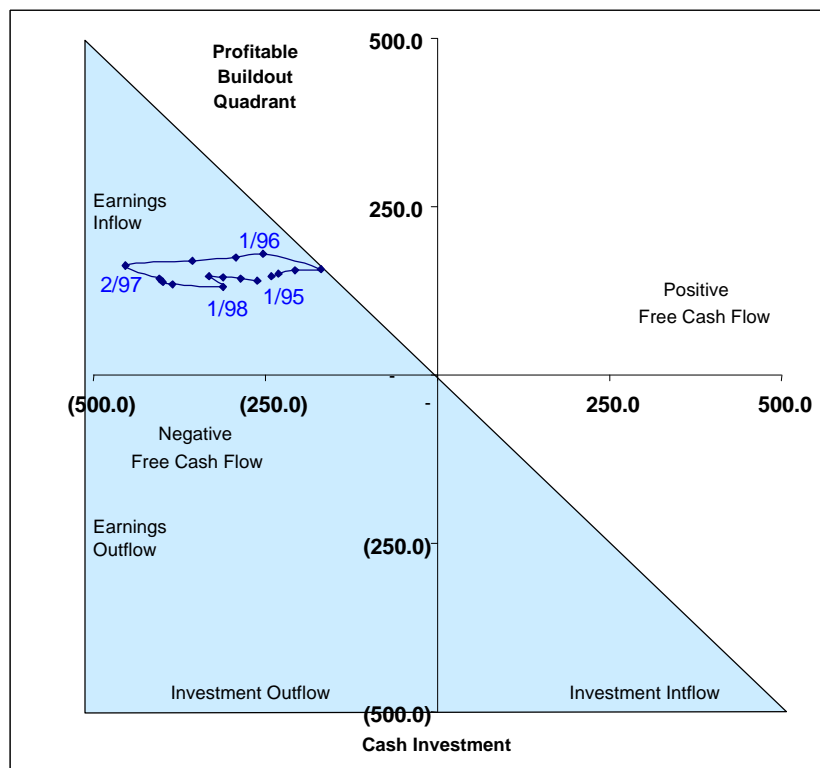 500.0
Profitable
Buildout
Quadrant
250.0
Earnings
Inflow
1/96
2/97
1/98
1/95
Positive
Free Cash Flow
-
(500.0)
(250.0)
-
250.0
500.0
Negative
Free Cash Flow
Earnings
Outflow
(250.0)
Investment Outflow
Investment Intflow
(500.0)
Cash Investment